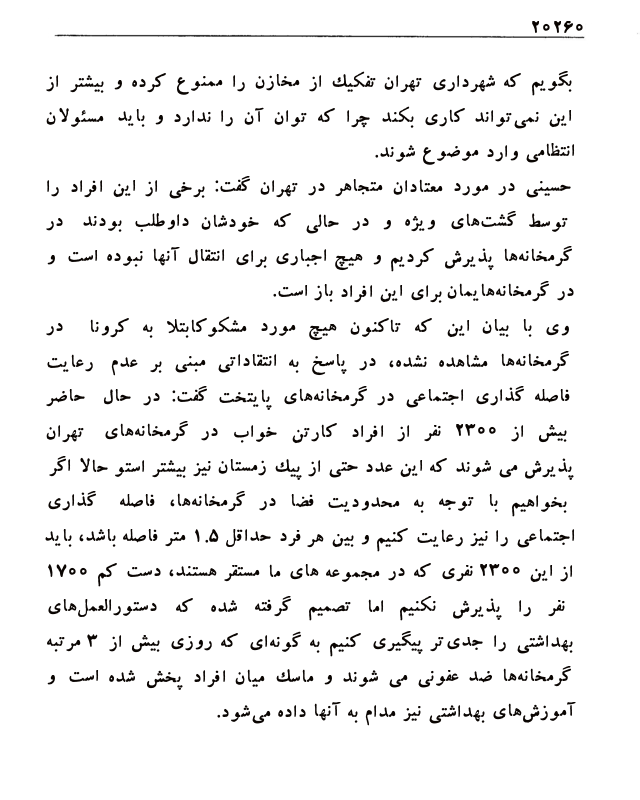 ۲۰۲۶۰
بگویم که شهرداری تهران تفکیک از مخازن را ممنوع کرده و بیشتر از
این نمی‌تواند کاری بکند چرا که توان آن را ندارد و باید مسئولان
انتظامی وارد موضوع شوند.
حسینی در مورد معتادان متجاهر در تهران گفت: برخی از این افراد را
توسط گشت‌های ویژه و در حالی که خودشان داوطلب بودند در
گرمخانه‌ها پذیرش کردیم و هیچ اجباری برای انتقال آنها نبوده است و
در گرمخانه‌هایمان برای این افراد باز است.
وی با بیان این که تاکنون هیچ مورد مشکوکابتلا به کرونا در
گرمخانه‌ها مشاهده نشده، در پاسخ به انتقاداتی مبنی بر عدم رعایت
فاصله گذاری اجتماعی در گرمخانه‌های پایتخت گفت: در حال حاضر
بیش از ۲۳۰۰ نفر از افراد کارتن خواب در گرمخانه‌های تهران
پذیرش می شوند که این عدد حتی از پیک زمستان نیز بیشتر استو حالا اگر
بخواهیم با توجه به محدودیت فضا در گرمخانه‌ها، فاصله گذاری
اجتماعی را نیز رعایت کنیم و بین هر فرد حداقل ۱.۵ متر فاصله باشد، باید
از این ۲۳۰۰ نفری که در مجموعه های ما مستقر هستند، دست کم ۱۷۰۰
نفر را پذیرش نکنیم اما تصمیم گرفته شده که دستورالعمل‌های
بهداشتی را جدی‌تر پیگیری کنیم به گونه‌ای که روزی بیش از ۳ مرتبه
گرمخانه‌ها ضد عفونی می شوند و ماسک میان افراد پخش شده است و
آموزش‌های بهداشتی نیز مدام به آنها داده می‌شود.